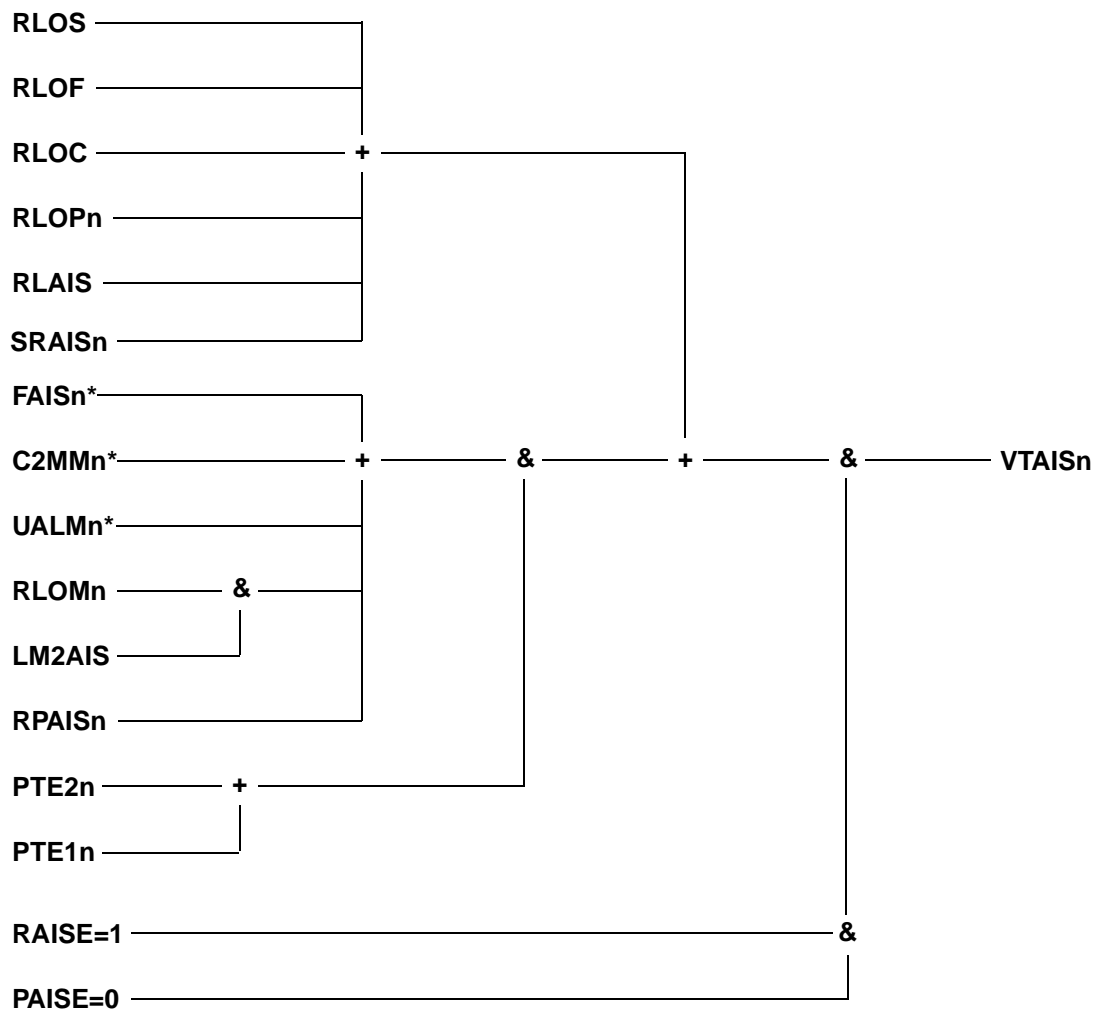 RLOS
RLOF
RLOC +
RLOPn
RLAIS
SRAISn
FAISn*
C2MMn* + & + & VTAISn
UALMn*
RLOMn &
LM2AIS
RPAISn
PTE2n +
PTE1n
RAISE=1 &
PAISE=0